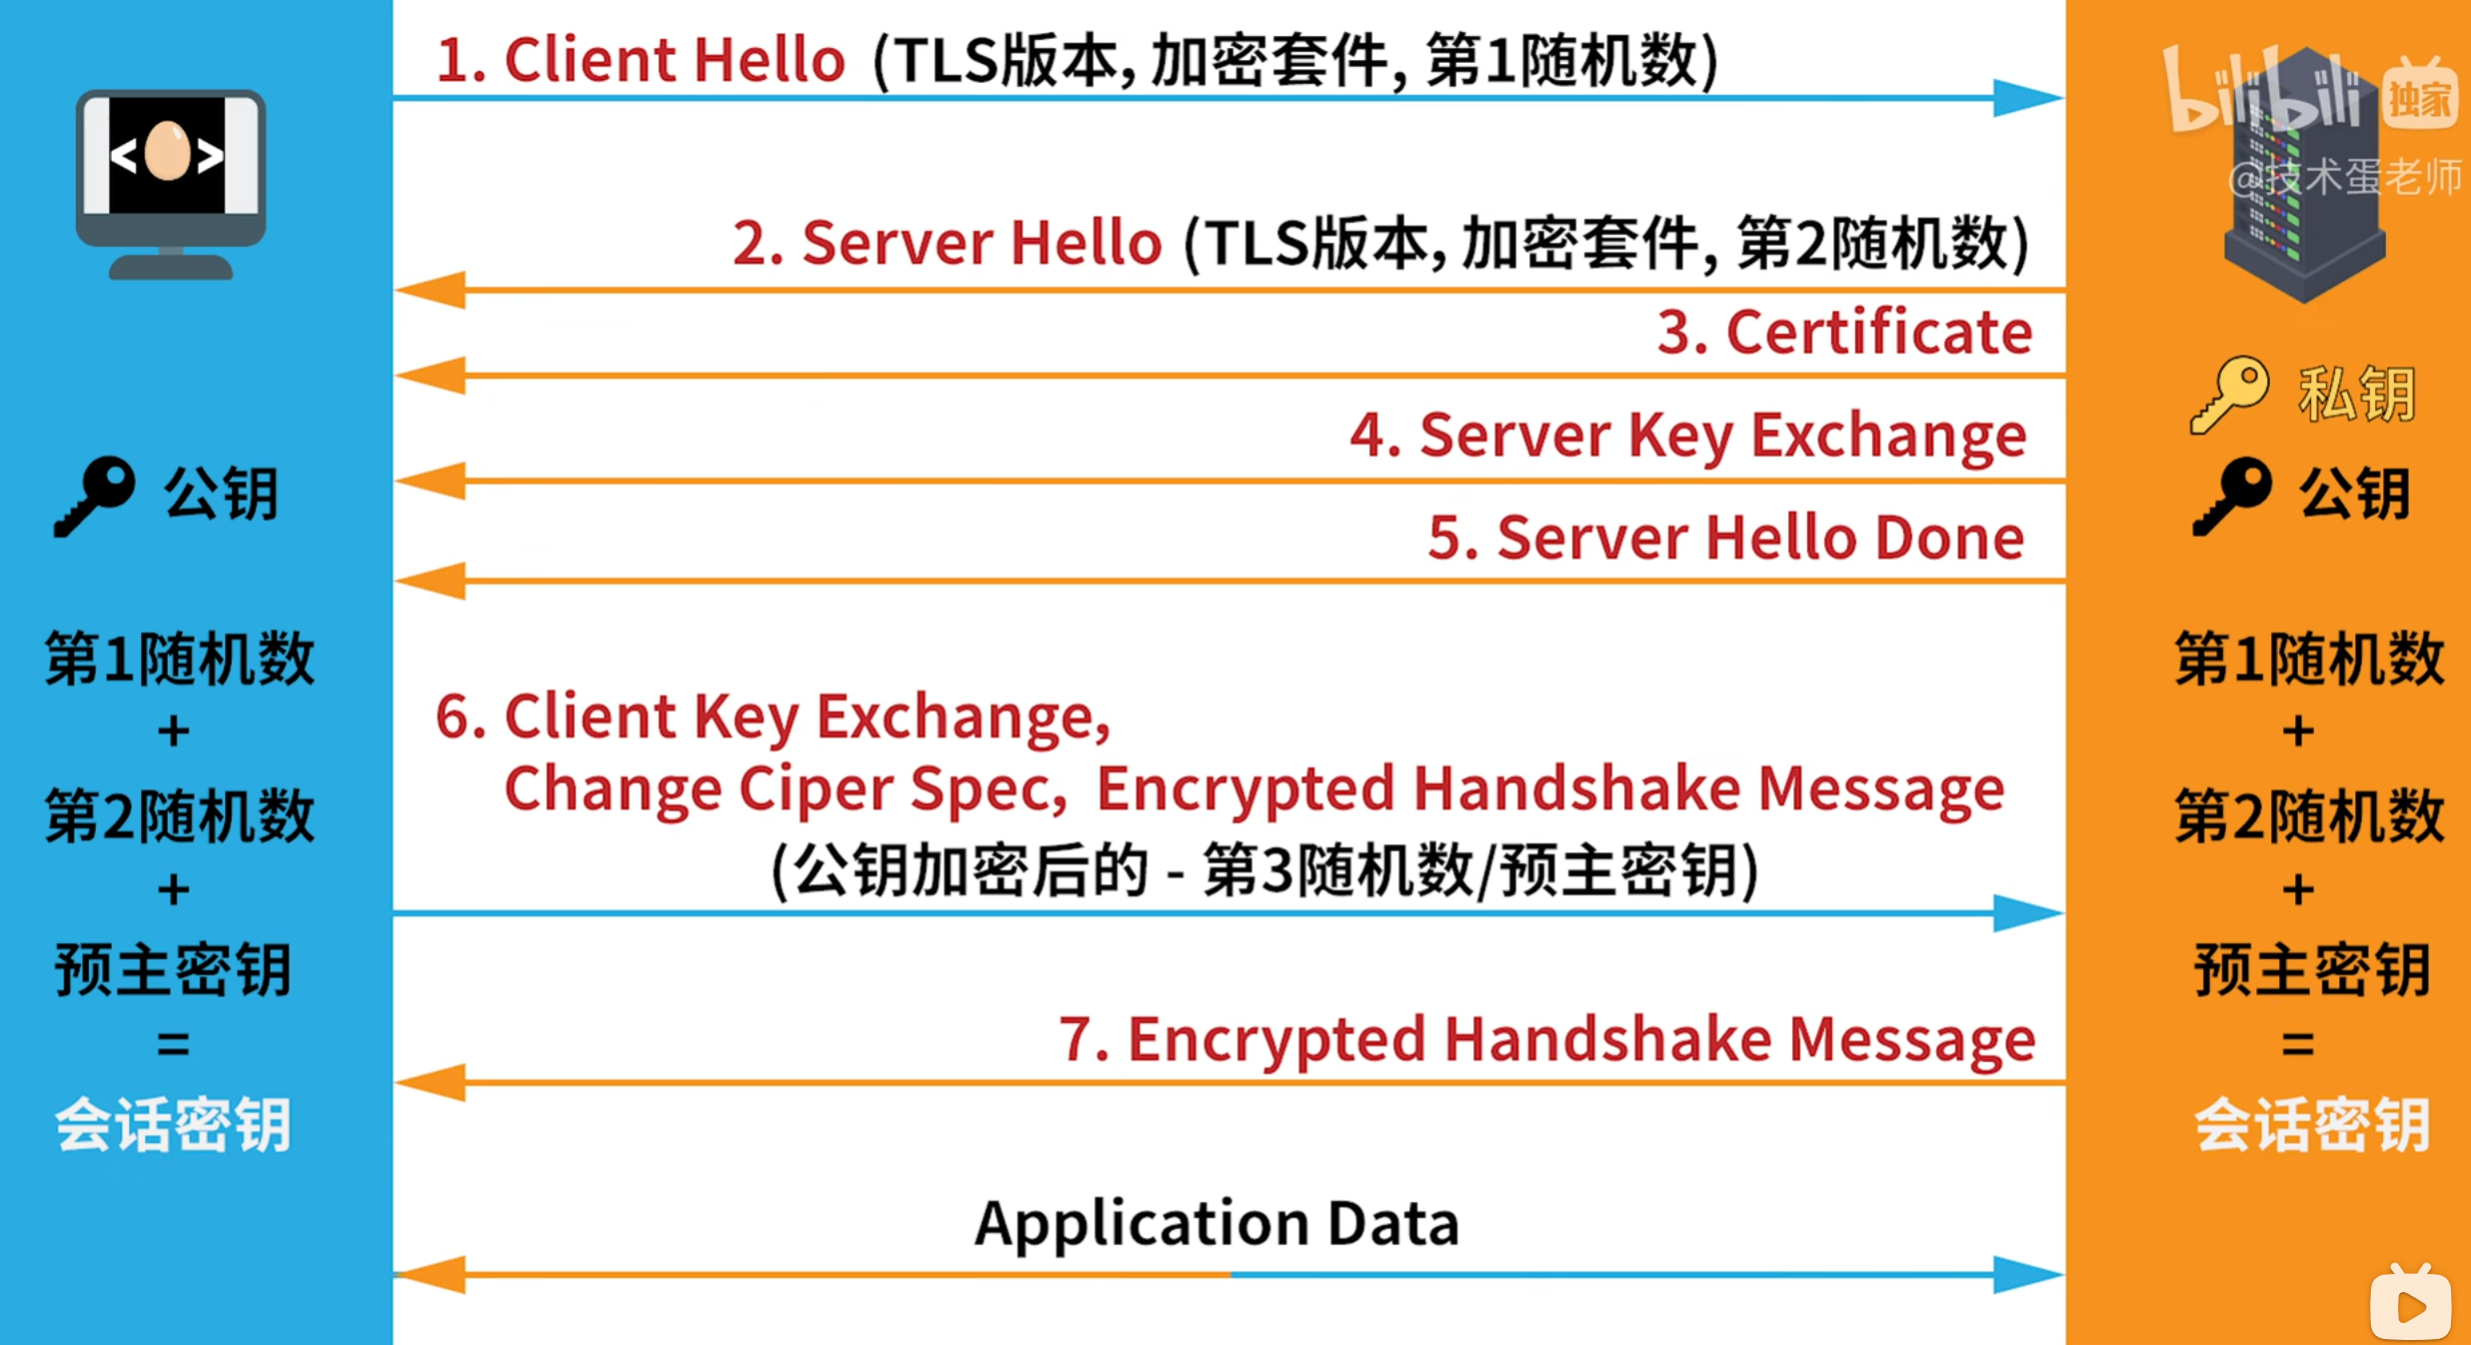 1. Client Hello (TLS版本, 加密套件, 第1随机数)
bilibili 独家
@技术蛋老师
< >
2. Server Hello (TLS版本, 加密套件, 第2随机数)
3. Certificate
私钥
4. Server Key Exchange
公钥
公钥
5. Server Hello Done
第1随机数
+
第2随机数
+
预主密钥
=
会话密钥
6. Client Key Exchange,
Change Ciper Spec, Encrypted Handshake Message
(公钥加密后的 - 第3随机数/预主密钥)
7. Encrypted Handshake Message
Application Data
第1随机数
+
第2随机数
+
预主密钥
=
会话密钥